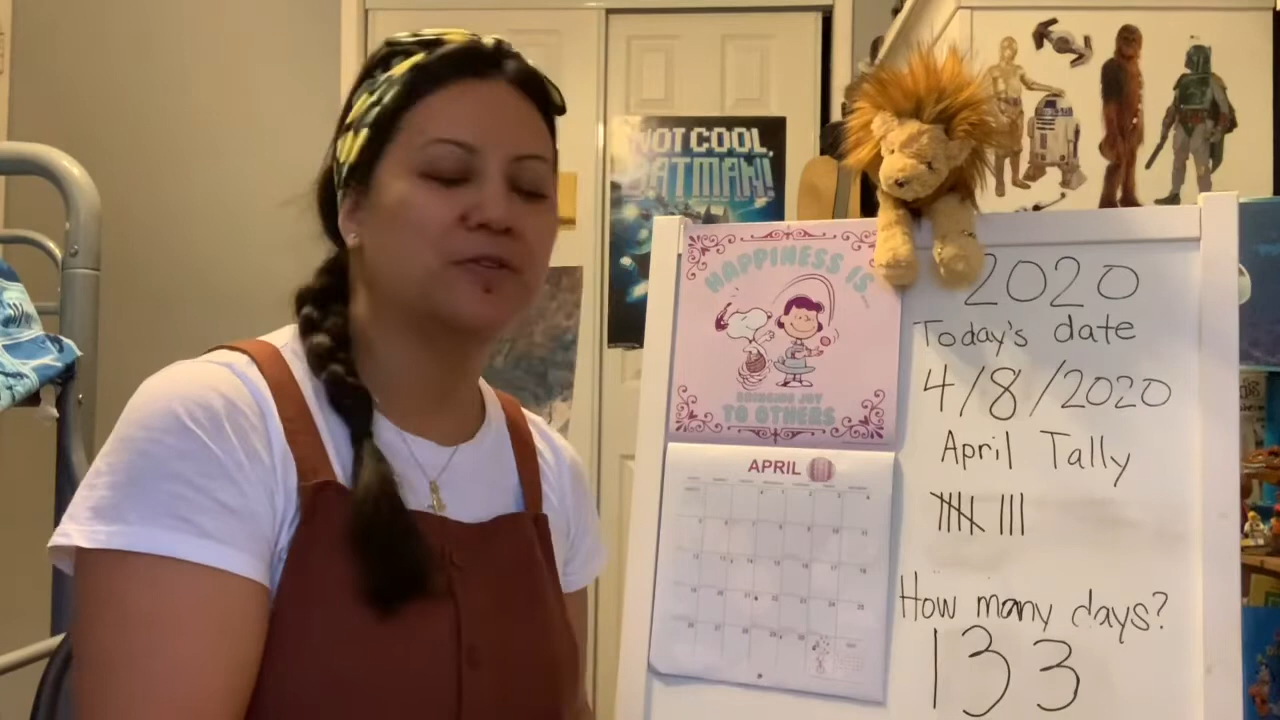 NOT COOL,
BATMAN!
HAPPINESS IS...
BRINGING JOY
TO OTHERS
APRIL
2020
Today's date
4/8/2020
April Tally
How many days?
133